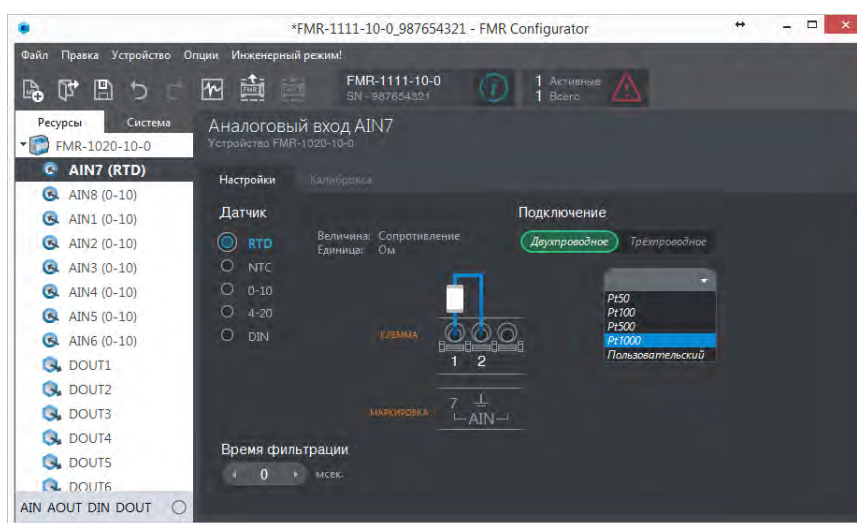 *FMR-1111-10-0_987654321 - FMR Configurator
Файл Правка Устройство Опции Инженерный режим!
FMR-1111-10-0
SN - 987654321
1 Активные
1 Всего
Ресурсы Система
FMR-1020-10-0
AIN7 (RTD)
AIN8 (0-10)
AIN1 (0-10)
AIN2 (0-10)
AIN3 (0-10)
AIN4 (0-10)
AIN5 (0-10)
AIN6 (0-10)
DOUT1
DOUT2
DOUT3
DOUT4
DOUT5
DOUT6
AIN AOUT DIN DOUT
Аналоговый вход AIN7
Устройство FMR-1020-10-0
Настройки Калибровка
Датчик
RTD
NTC
0-10
4-20
DIN
Величина: Сопротивление
Единица: Ом
Подключение
Двухпроводное Трёхпроводное
Pt50
Pt100
Pt500
Pt1000
Пользовательский
КЛЕММА
1 2
МАРКИРОВКА
7
AIN
Время фильтрации
0 мсек.